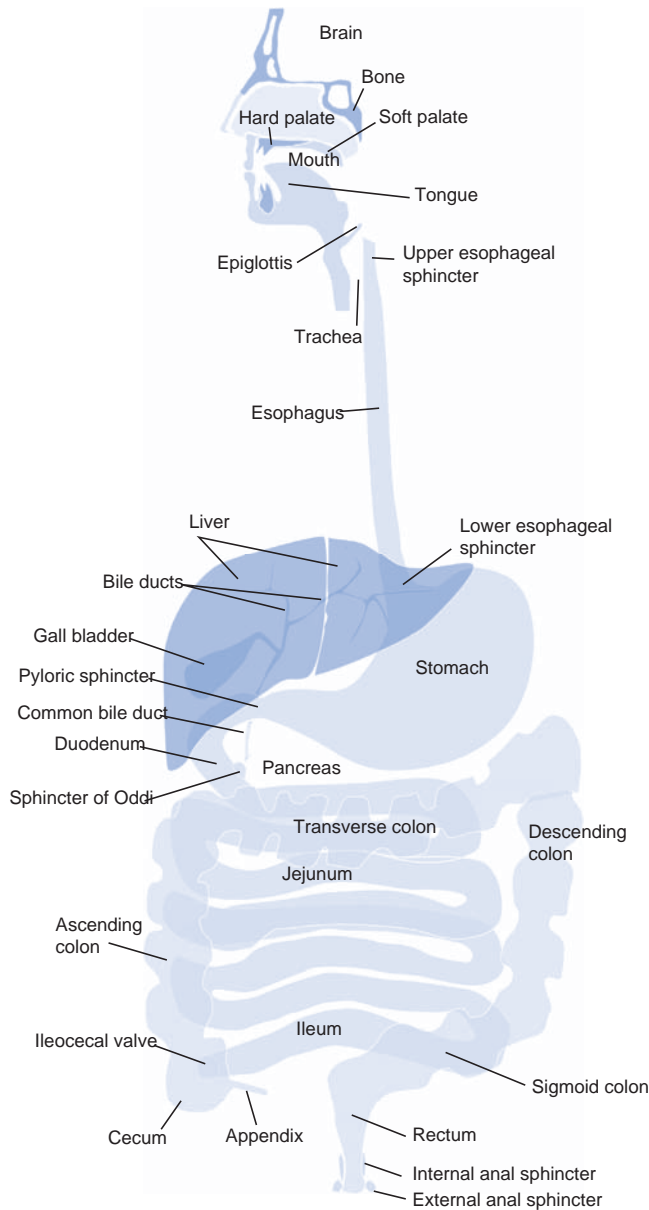 Brain
Bone
Hard palate
Soft palate
Mouth
Tongue
Epiglottis
Upper esophageal
sphincter
Trachea
Esophagus
Liver
Lower esophageal
sphincter
Bile ducts
Gall bladder
Stomach
Pyloric sphincter
Common bile duct
Duodenum
Pancreas
Sphincter of Oddi
Transverse colon
Descending
colon
Jejunum
Ascending
colon
Ileum
Ileocecal valve
Sigmoid colon
Cecum
Appendix
Rectum
Internal anal sphincter
External anal sphincter